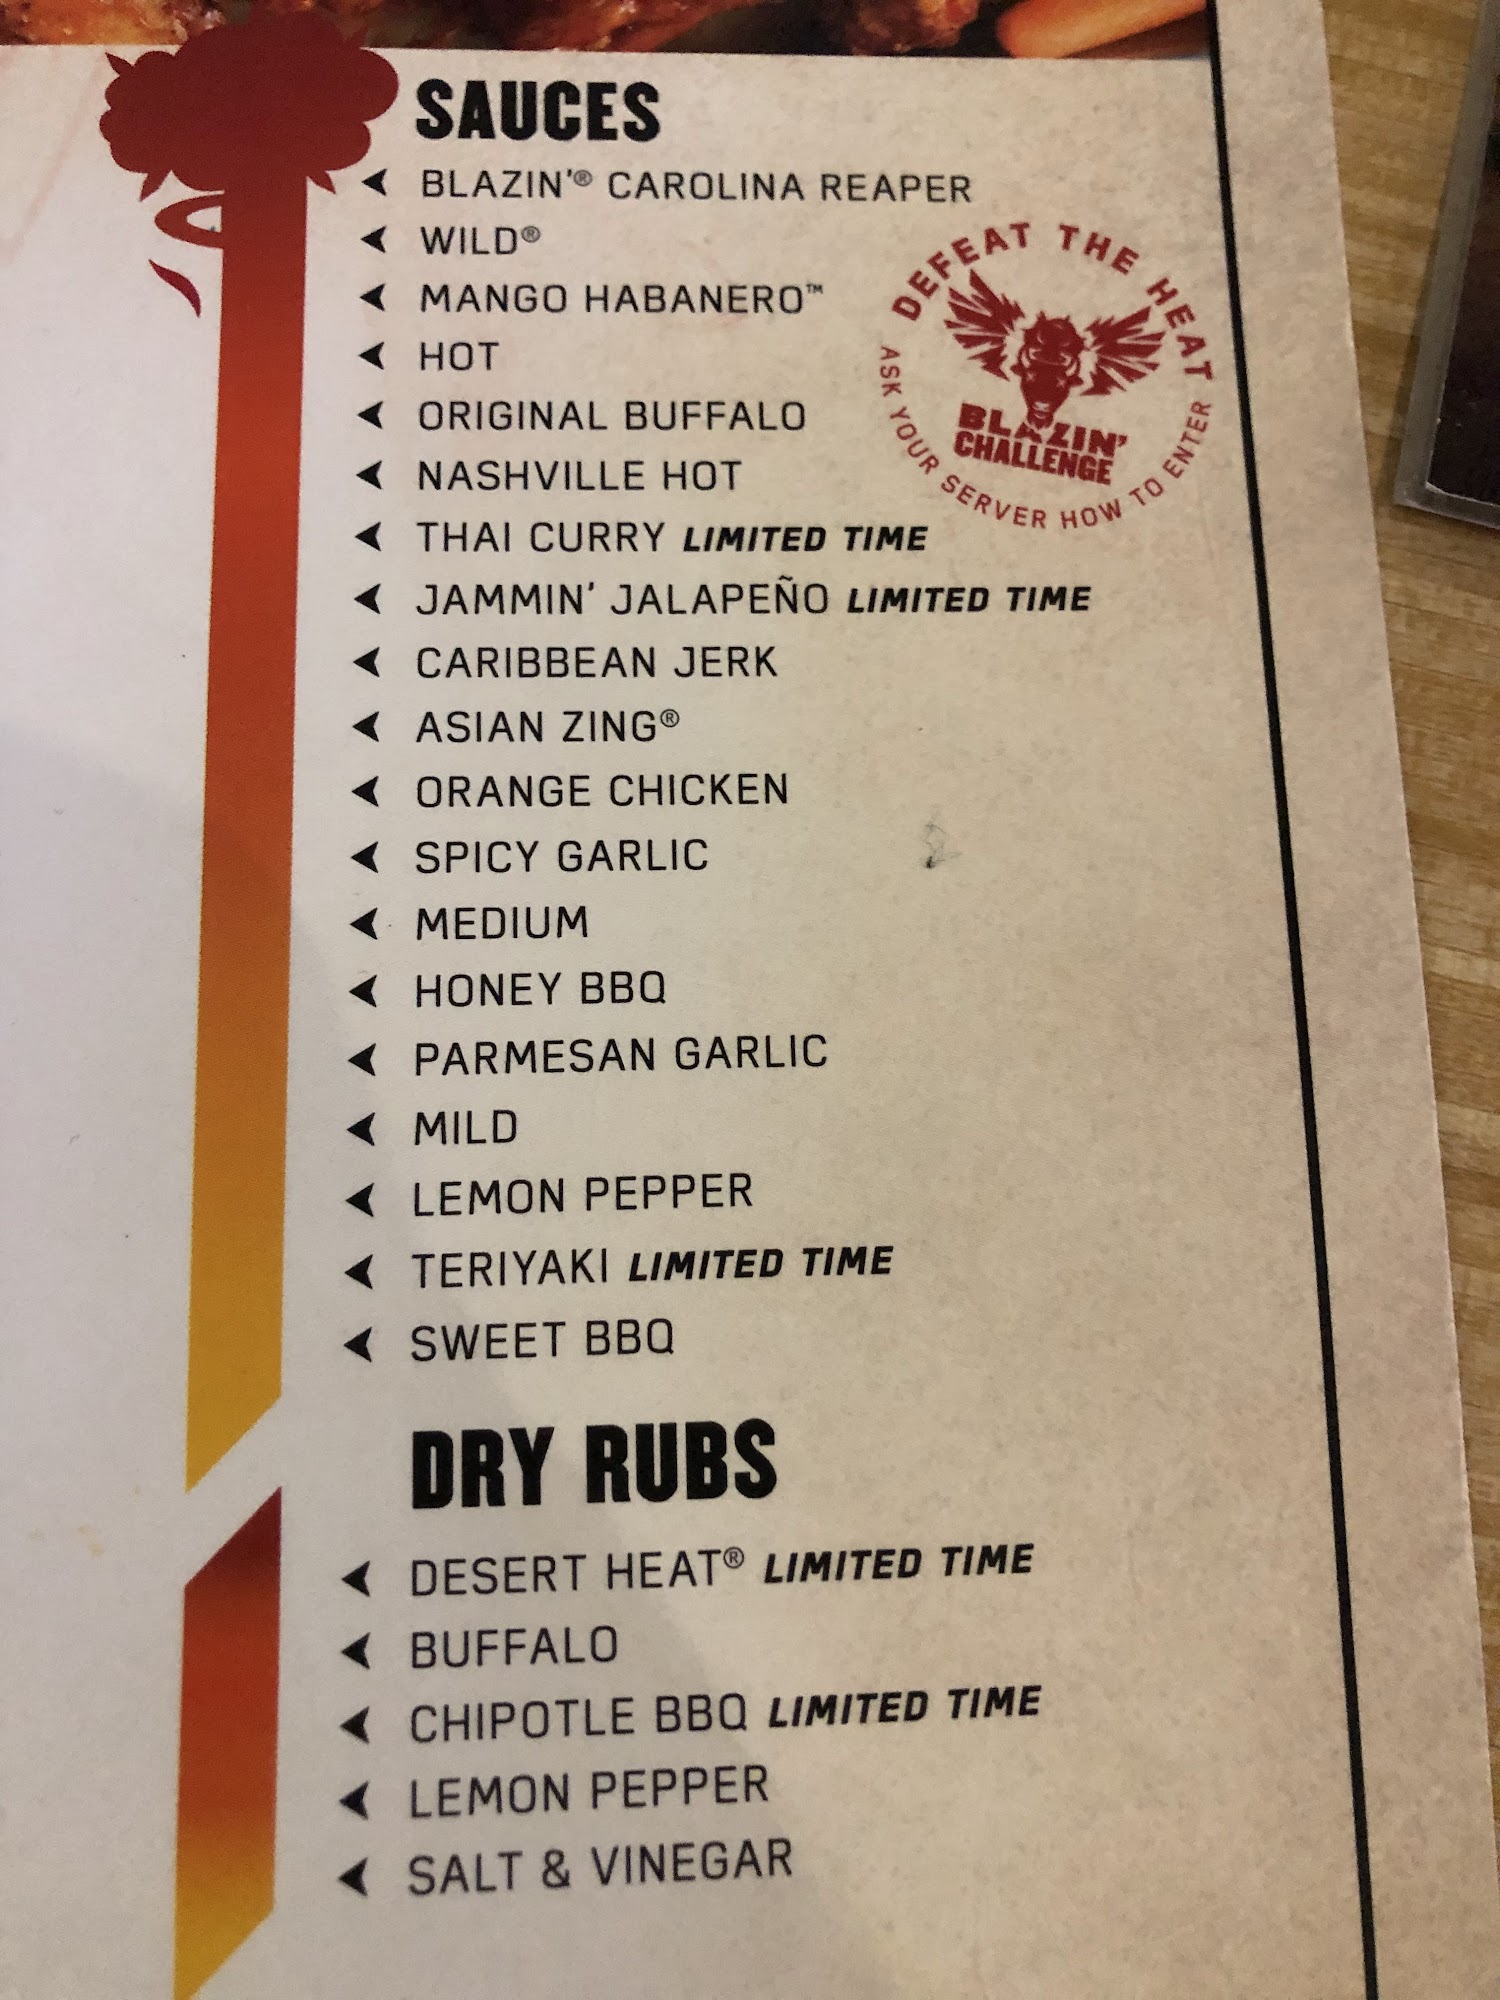 SAUCES
BLAZIN'® CAROLINA REAPER
WILD®
MANGO HABANERO™
HOT
ORIGINAL BUFFALO
NASHVILLE HOT
THAI CURRY LIMITED TIME
JAMMIN' JALAPEÑO LIMITED TIME
CARIBBEAN JERK
ASIAN ZING®
ORANGE CHICKEN
SPICY GARLIC
MEDIUM
HONEY BBQ
PARMESAN GARLIC
MILD
LEMON PEPPER
TERIYAKI LIMITED TIME
SWEET BBQ
DEFEAT THE HEAT
BLAZIN'
CHALLENGE
ASK YOUR SERVER HOW TO ENTER
DRY RUBS
DESERT HEAT® LIMITED TIME
BUFFALO
CHIPOTLE BBQ LIMITED TIME
LEMON PEPPER
SALT & VINEGAR